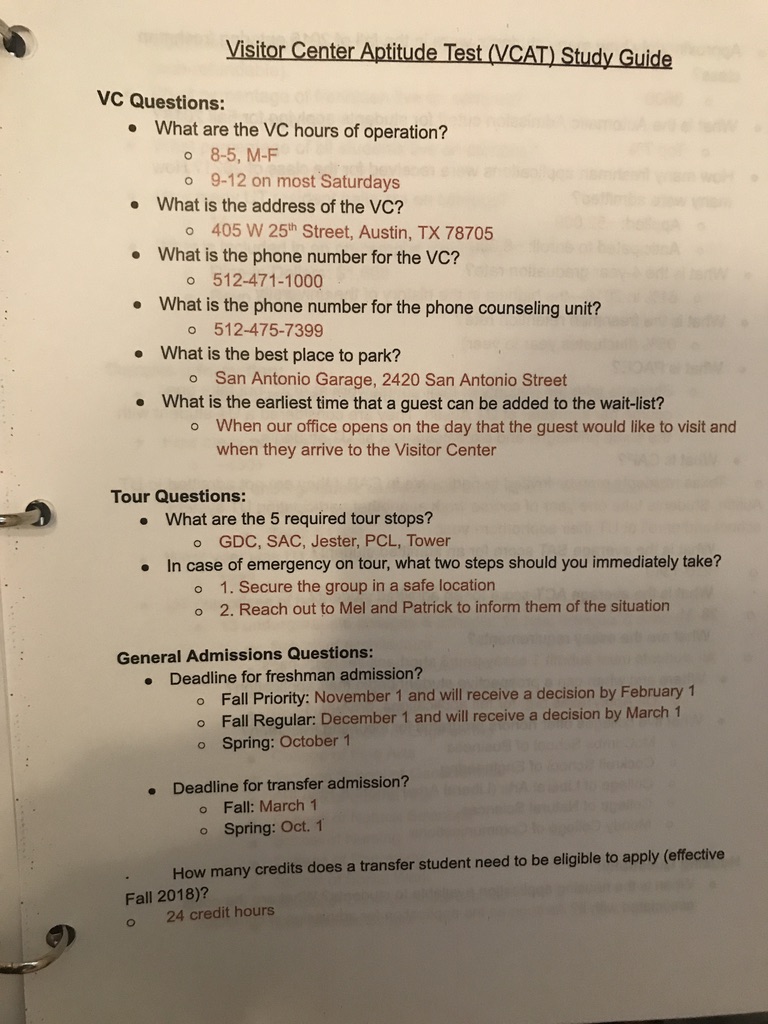 Visitor Center Aptitude Test (VCAT) Study Guide
VC Questions:
• What are the VC hours of operation?
o 8-5, M-F
o 9-12 on most Saturdays
• What is the address of the VC?
o 405 W 25th Street, Austin, TX 78705
• What is the phone number for the VC?
o 512-471-1000
• What is the phone number for the phone counseling unit?
o 512-475-7399
• What is the best place to park?
o San Antonio Garage, 2420 San Antonio Street
• What is the earliest time that a guest can be added to the wait-list?
o When our office opens on the day that the guest would like to visit and
when they arrive to the Visitor Center
Tour Questions:
• What are the 5 required tour stops?
o GDC, SAC, Jester, PCL, Tower
• In case of emergency on tour, what two steps should you immediately take?
o 1. Secure the group in a safe location
o 2. Reach out to Mel and Patrick to inform them of the situation
General Admissions Questions:
• Deadline for freshman admission?
o Fall Priority: November 1 and will receive a decision by February 1
o Fall Regular: December 1 and will receive a decision by March 1
o Spring: October 1
• Deadline for transfer admission?
o Fall: March 1
o Spring: Oct. 1
. How many credits does a transfer student need to be eligible to apply (effective
Fall 2018)?
o 24 credit hours